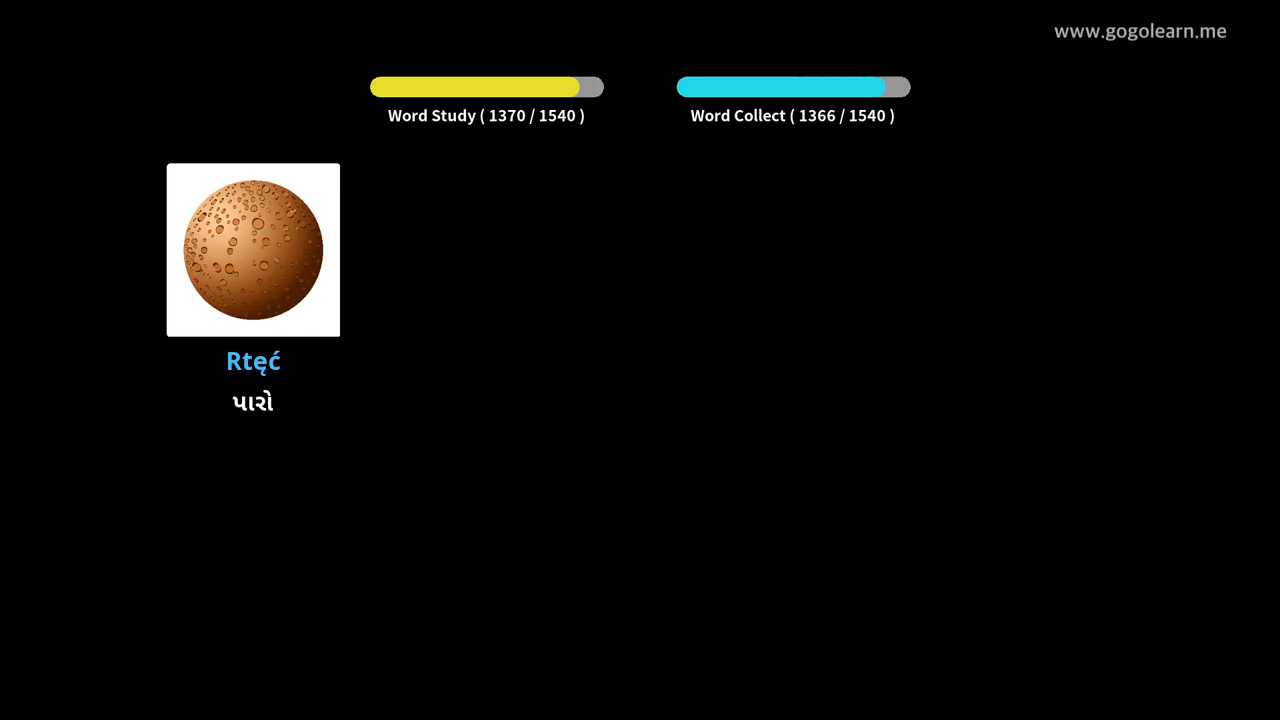 www.gogolearn.me
Word Study ( 1370 / 1540 )
Word Collect ( 1366 / 1540 )
Rtęć
પારો